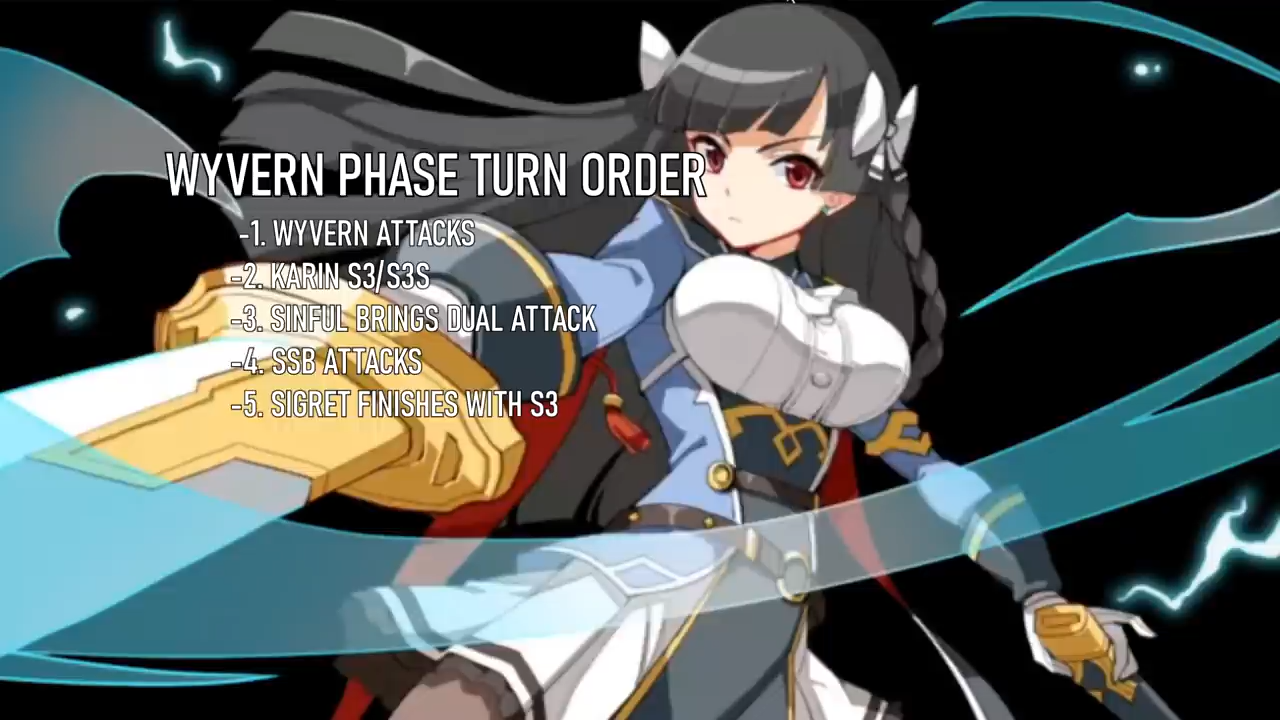 WYVERN PHASE TURN ORDER
-1. WYVERN ATTACKS
-2. KARIN S3/S3S
-3. SINFUL BRINGS DUAL ATTACK
-4. SSB ATTACKS
-5. SIGRET FINISHES WITH S3